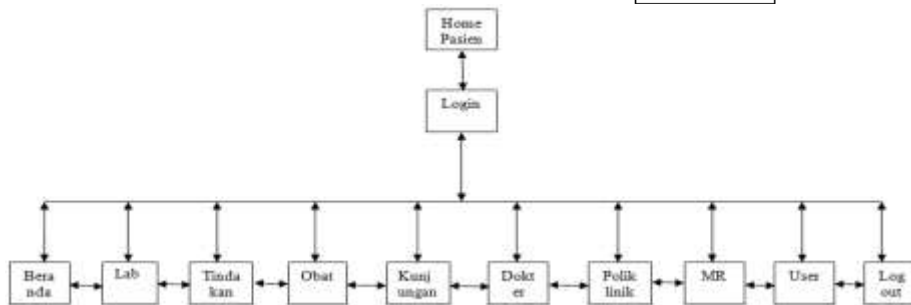 Home
Pasien
Login
Bera
nda
Lab
Tinda
kan
Obat
Kunj
ungan
Dokt
er
Polik
linik
MR
User
Log
out